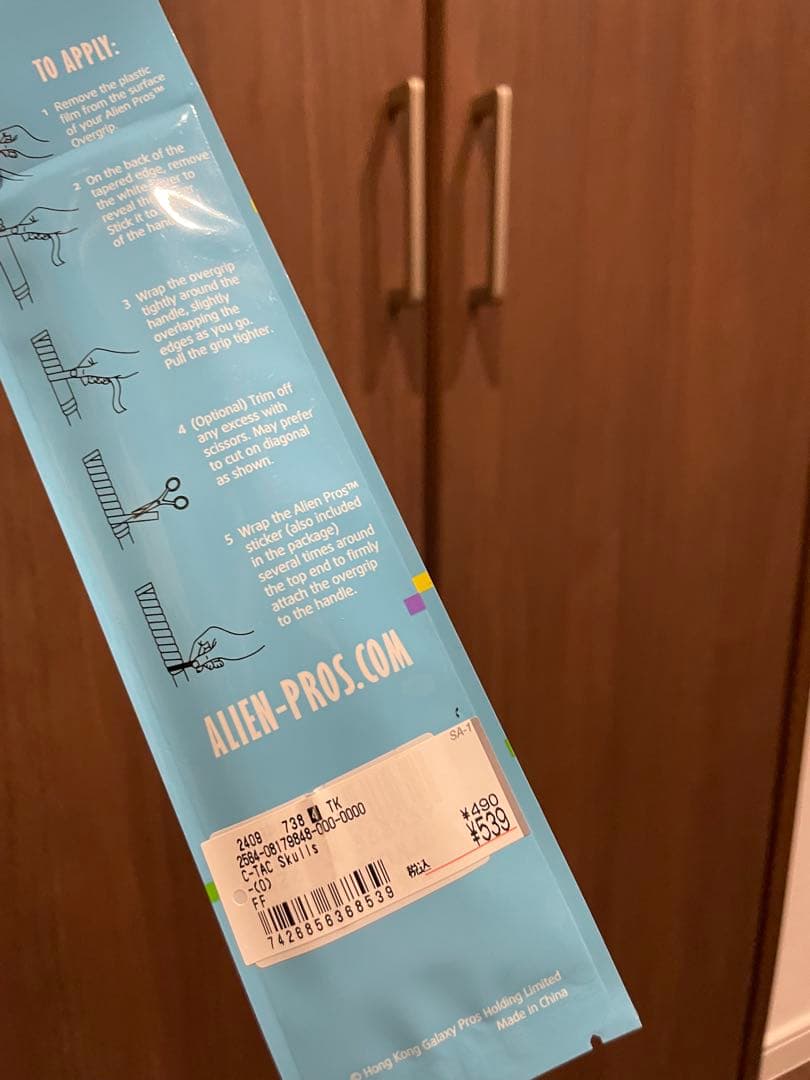 TO APPLY:
1 Remove the plastic
film from the surface
of your Alien Pros™
Overgrip.
2 On the back of the
tapered edge, remove
the white
reveal
Stick it to
of the
3 Wrap the overgrip
tightly around the
handle, slightly
overlapping the
edges as you go.
Pull the grip tighter.
4 (Optional) Trim off
any excess with
scissors. May prefer
to cut on diagonal
as shown.
5 Wrap the Alien Pros™
sticker (also included
in the package)
several times around
the top end to firmly
attach the overgrip
to the handle.
ALIEN-PROS.COM
SA-1
2409 738 4 TK
2584-08179848-000-0000
C-TAC Skulls
-(0)
FF
¥490
¥539
税込
7426856368539
© Hong Kong Galaxy Pros Holding Limited
Made in China